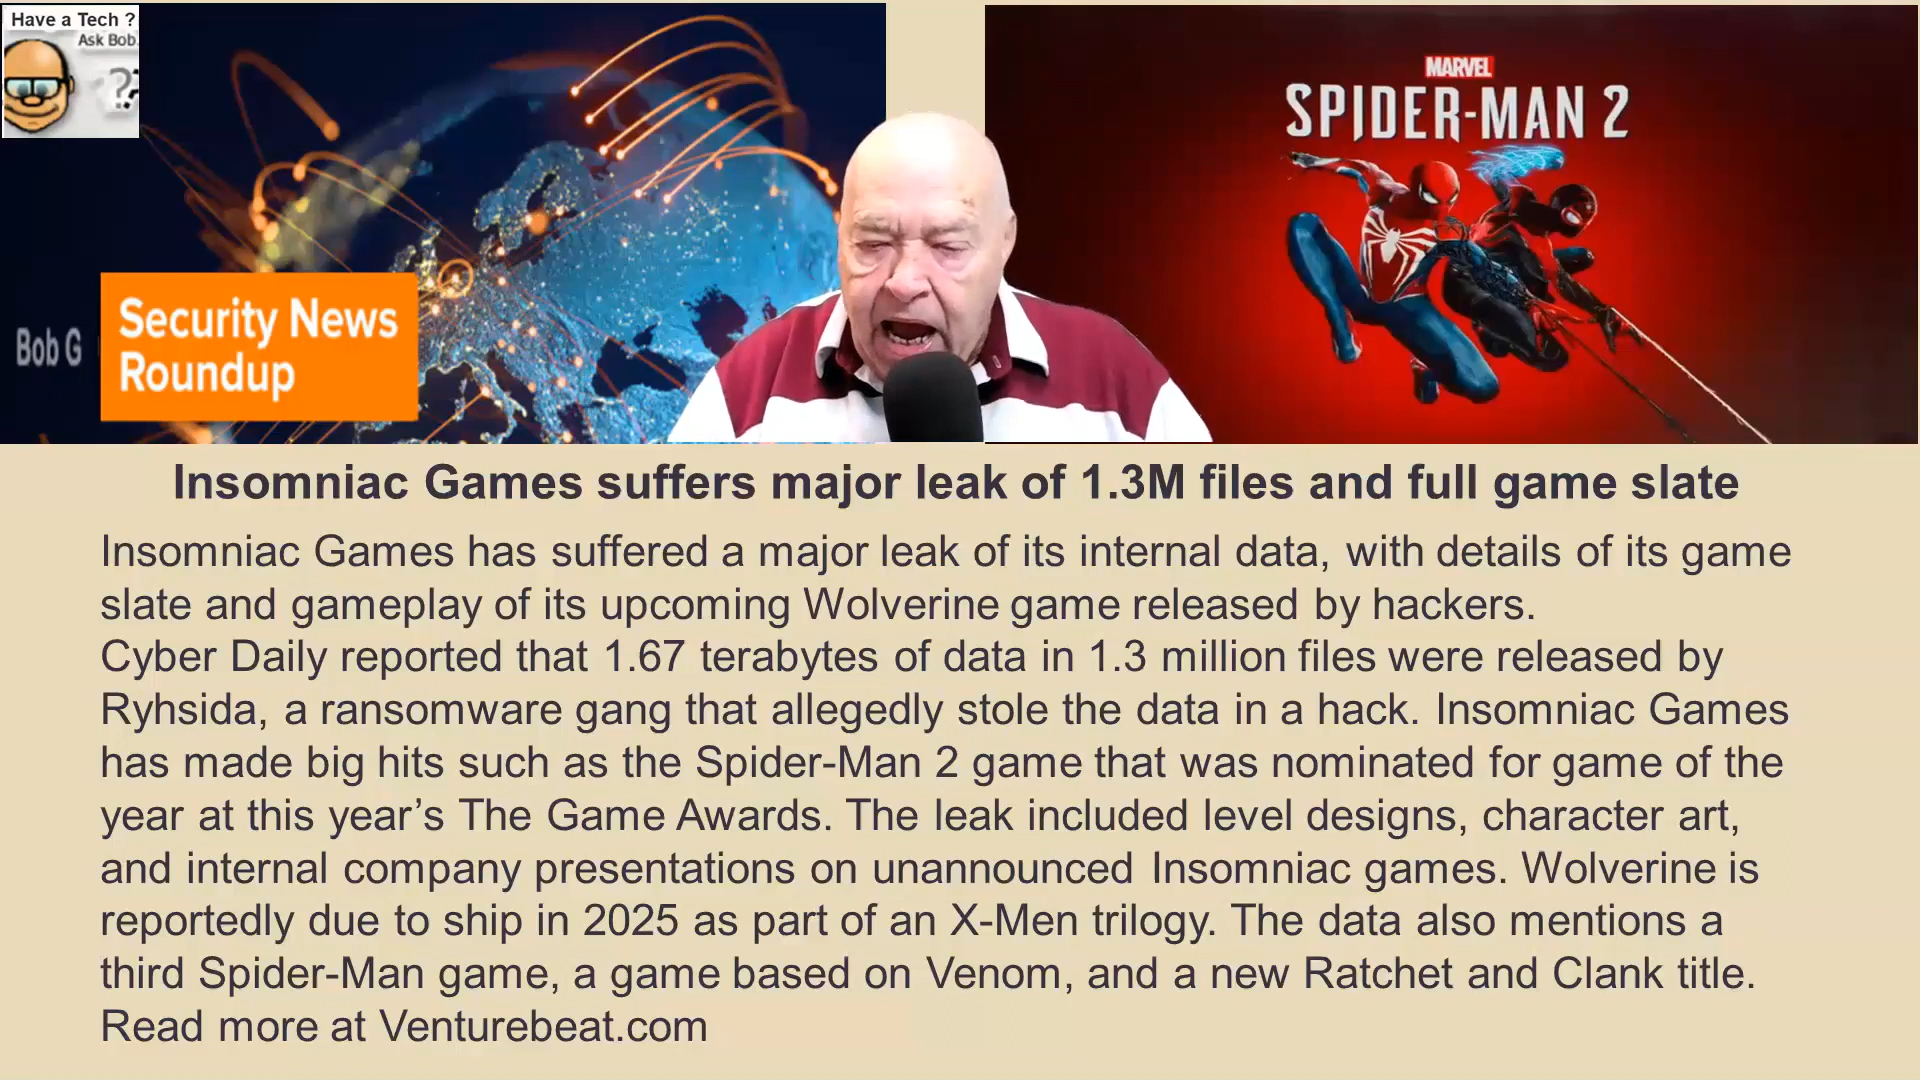 Have a Tech ?
Ask Bob.
??
Bob G
Security News
Roundup
MARVEL
SPIDER-MAN 2
Insomniac Games suffers major leak of 1.3M files and full game slate
Insomniac Games has suffered a major leak of its internal data, with details of its game
slate and gameplay of its upcoming Wolverine game released by hackers.
Cyber Daily reported that 1.67 terabytes of data in 1.3 million files were released by
Ryhsida, a ransomware gang that allegedly stole the data in a hack. Insomniac Games
has made big hits such as the Spider-Man 2 game that was nominated for game of the
year at this year’s The Game Awards. The leak included level designs, character art,
and internal company presentations on unannounced Insomniac games. Wolverine is
reportedly due to ship in 2025 as part of an X-Men trilogy. The data also mentions a
third Spider-Man game, a game based on Venom, and a new Ratchet and Clank title.
Read more at Venturebeat.com